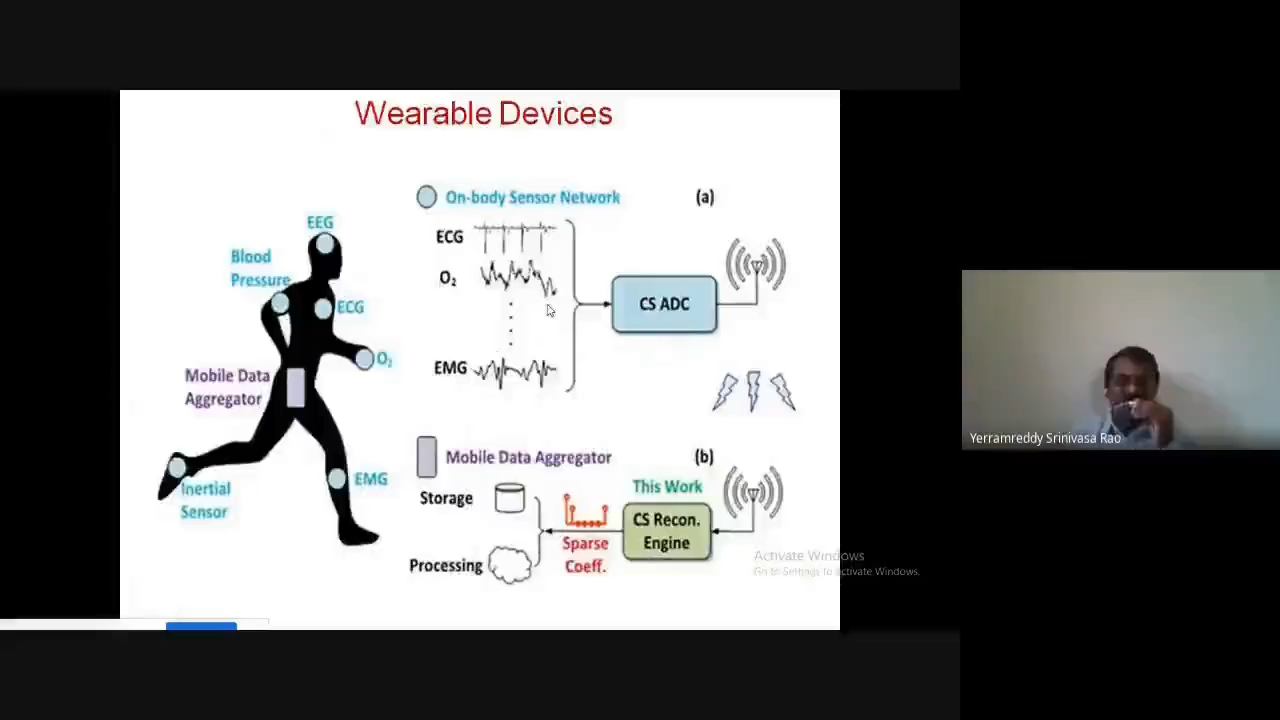 Wearable Devices
On-body Sensor Network
(a)
EEG
Blood
Pressure
ECG
O₂
Mobile Data
Aggregator
Inertial
Sensor
EMG
ECG
O₂
EMG
CS ADC
Mobile Data Aggregator
(b)
Storage
This Work
CS Recon.
Engine
Sparse
Coeff.
Processing
Activate Windows
Go to Settings to activate Windows.
Yerramreddy Srinivasa Rao